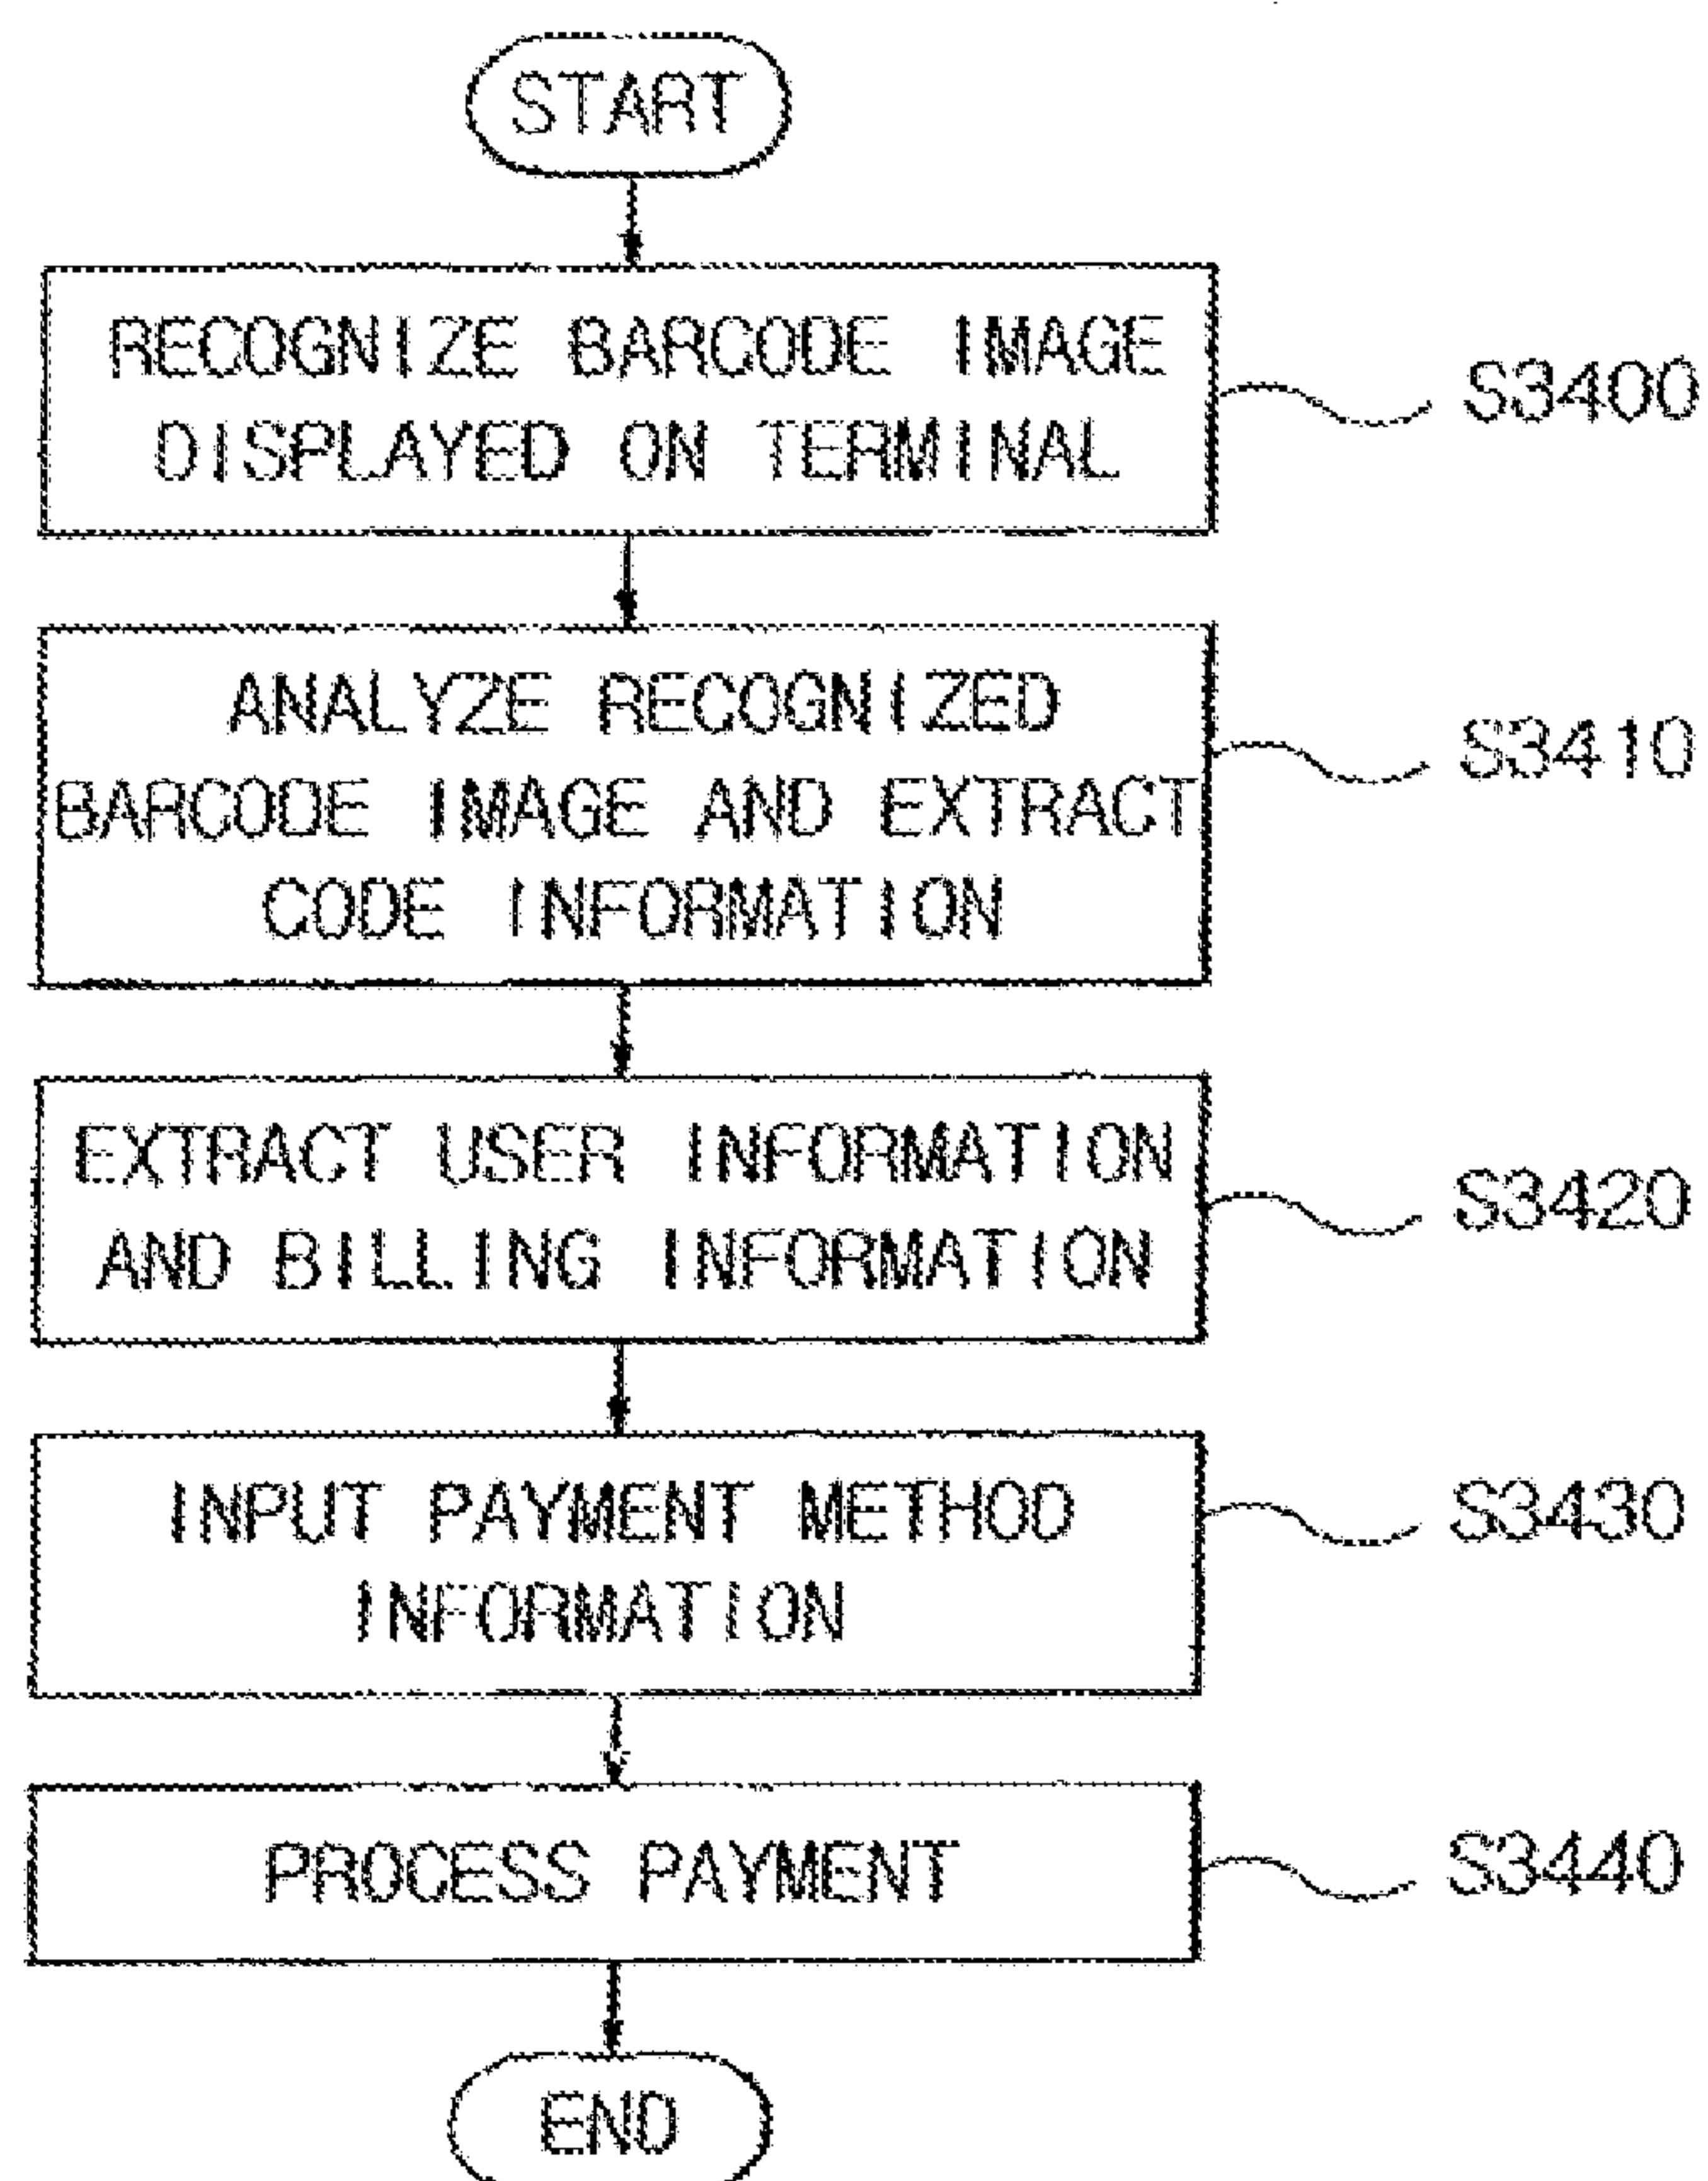 START
RECOGNIZE BARCODE IMAGE
DISPLAYED ON TERMINAL
S3400
ANALYZE RECOGNIZED
BARCODE IMAGE AND EXTRACT
CODE INFORMATION
S3410
EXTRACT USER INFORMATION
AND BILLING INFORMATION
S3420
INPUT PAYMENT METHOD
INFORMATION
S3430
PROCESS PAYMENT
S3440
END